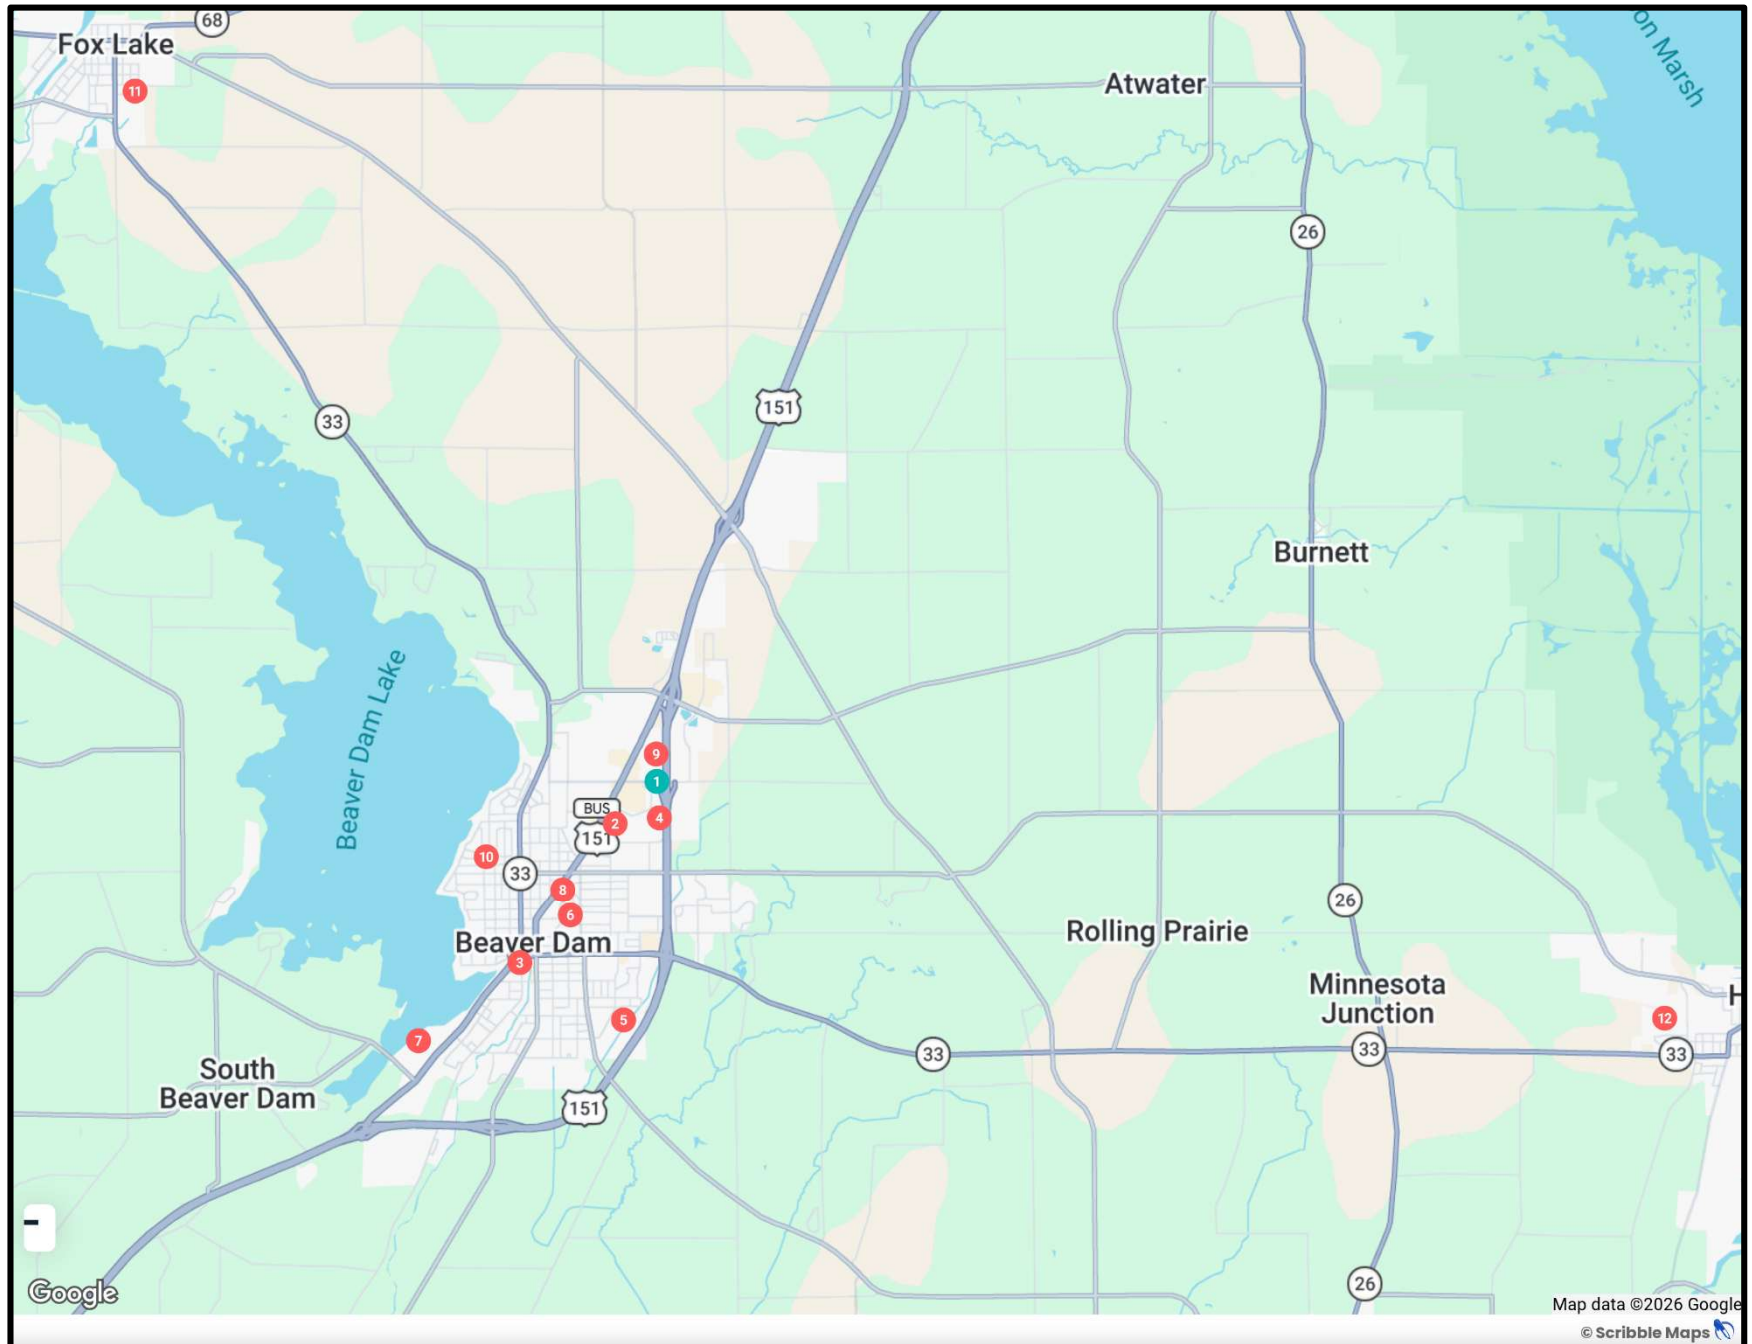 68
Fox Lake
11
Atwater
on Marsh
26
151
33
Burnett
Beaver Dam Lake
9
1
BUS
151
2
4
10
33
8
6
26
Rolling Prairie
Beaver Dam
3
Minnesota
Junction
H
12
5
7
33
33
33
South
Beaver Dam
151
26
Google
Map data ©2026 Google
© Scribble Maps